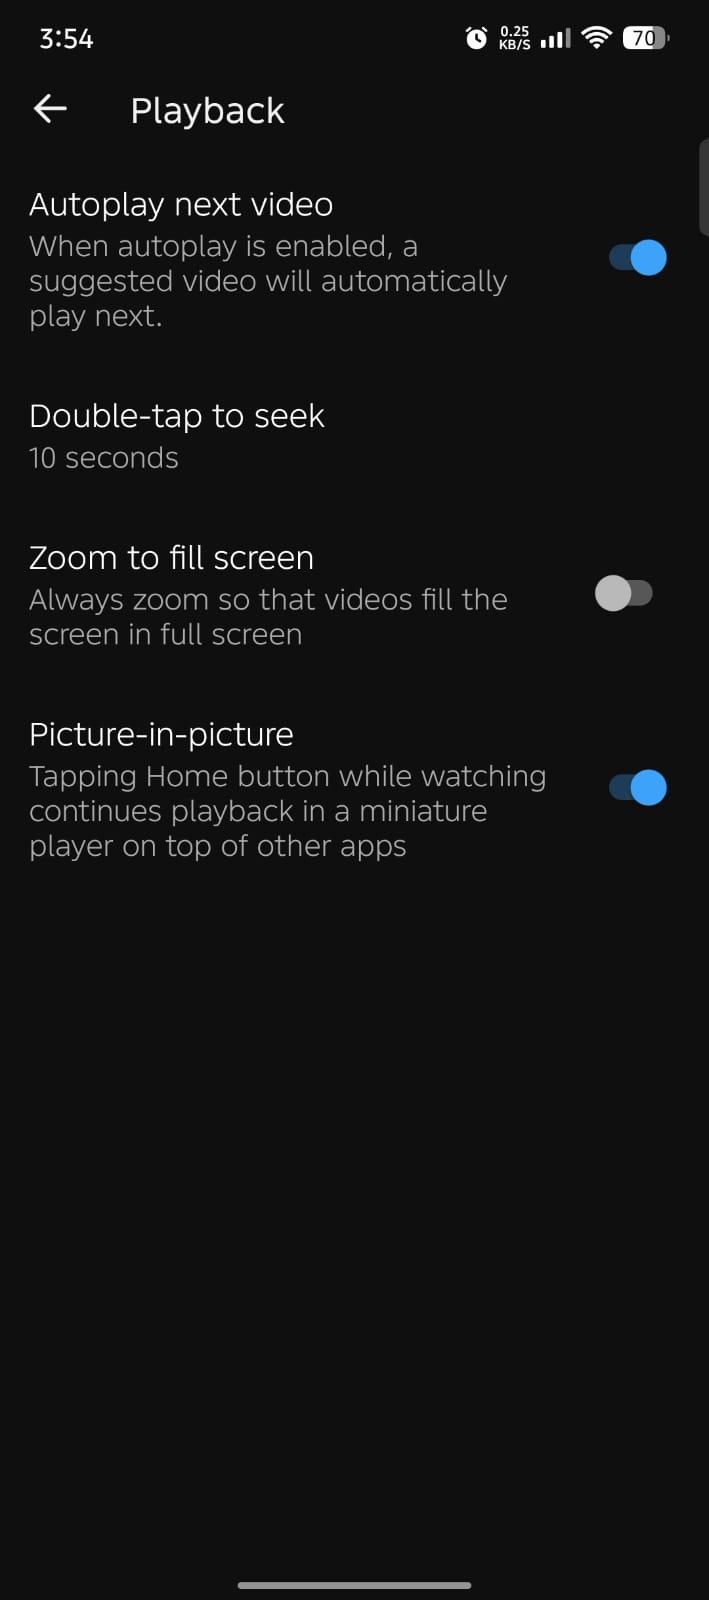 3:54
0.25
KB/S
70
Playback
Autoplay next video
When autoplay is enabled, a
suggested video will automatically
play next.
Double-tap to seek
10 seconds
Zoom to fill screen
Always zoom so that videos fill the
screen in full screen
Picture-in-picture
Tapping Home button while watching
continues playback in a miniature
player on top of other apps